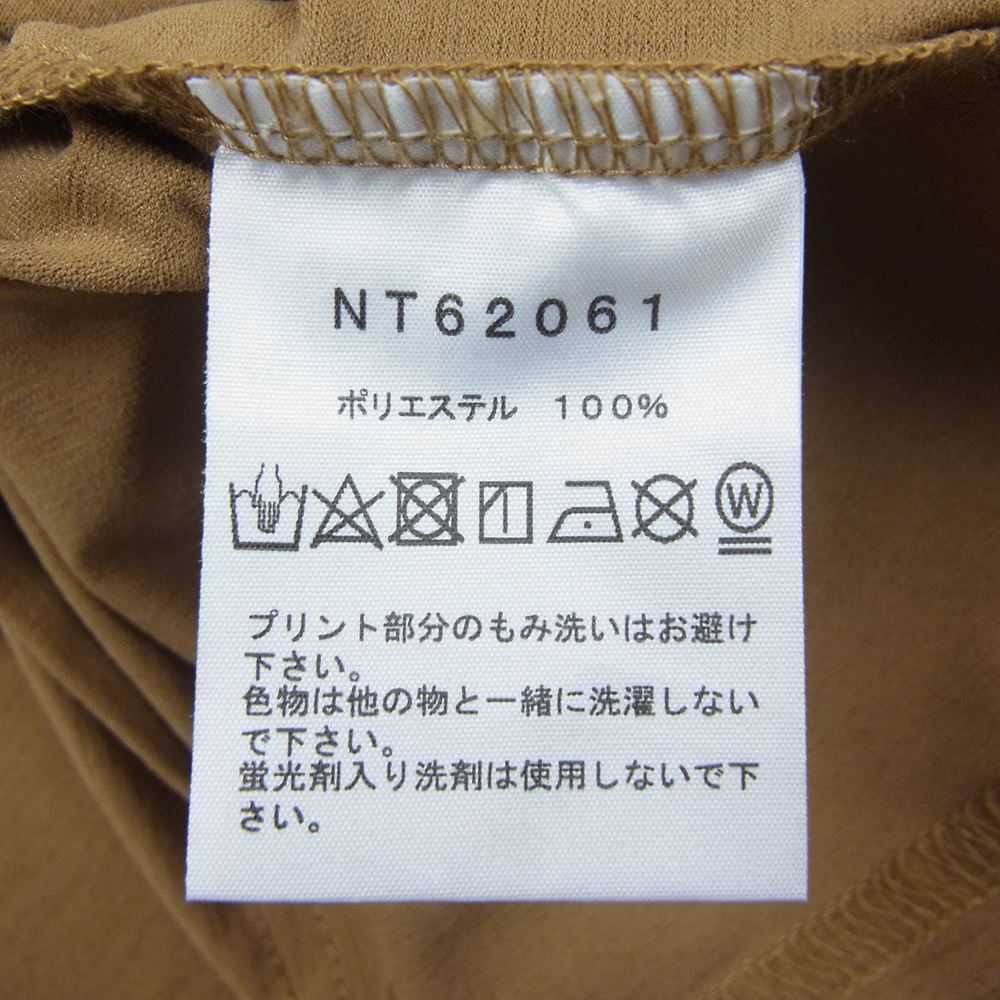 NT62061
ポリエステル 100%
W
プリント部分のもみ洗いはお避け
下さい。
色物は他の物と一緒に洗濯しない
で下さい。
蛍光剤入り洗剤は使用しないで下
さい。